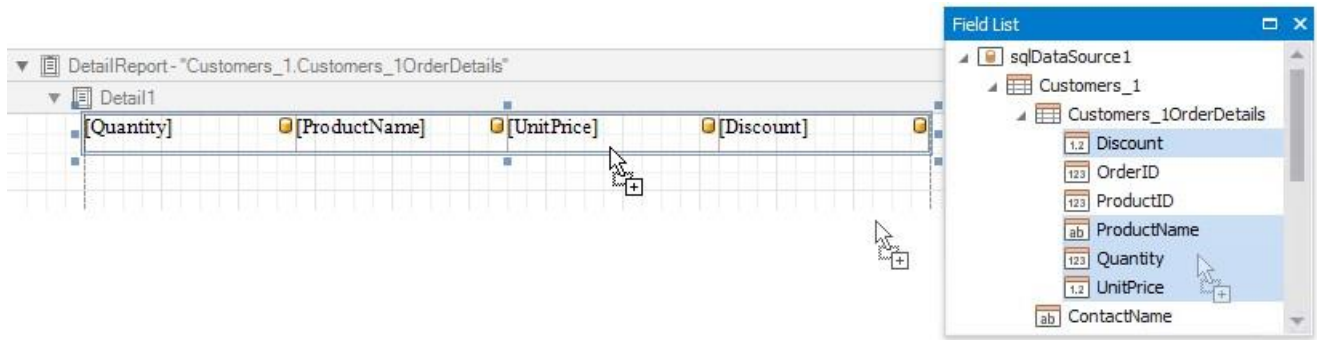 DetailReport - "Customers_1.Customers_1OrderDetails"
Detail1
[Quantity] [ProductName] [UnitPrice] [Discount]
Field List
sqlDataSource1
Customers_1
Customers_1OrderDetails
1.2 Discount
123 OrderID
123 ProductID
ab ProductName
123 Quantity
1.2 UnitPrice
ab ContactName